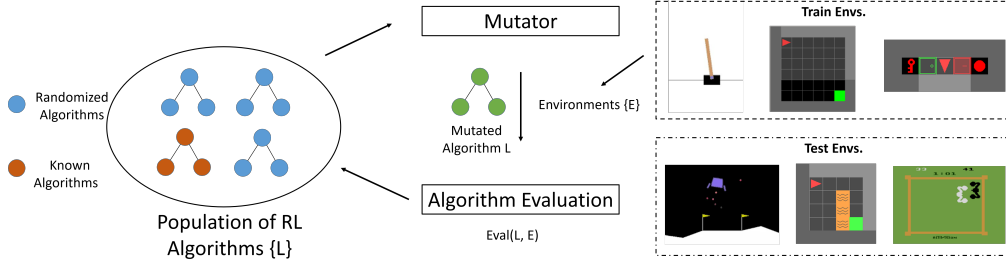 Randomized
Algorithms
Known
Algorithms
Population of RL
Algorithms {L}
Mutator
Mutated
Algorithm L
Environments {E}
Algorithm Evaluation
Eval(L, E)
Train Envs.
Test Envs.